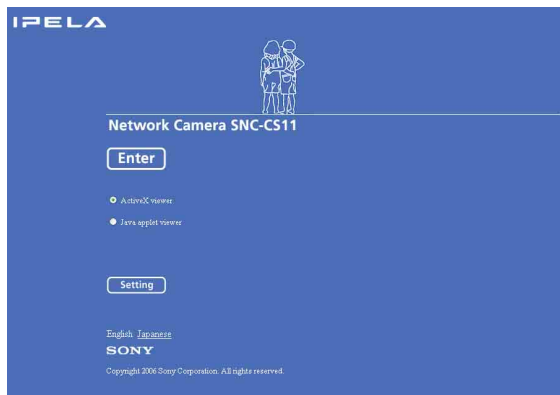 IPELA
Network Camera SNC-CS11
Enter
ActiveX viewer
Java applet viewer
Setting
English Japanese
SONY
Copyright 2006 Sony Corporation. All rights reserved.